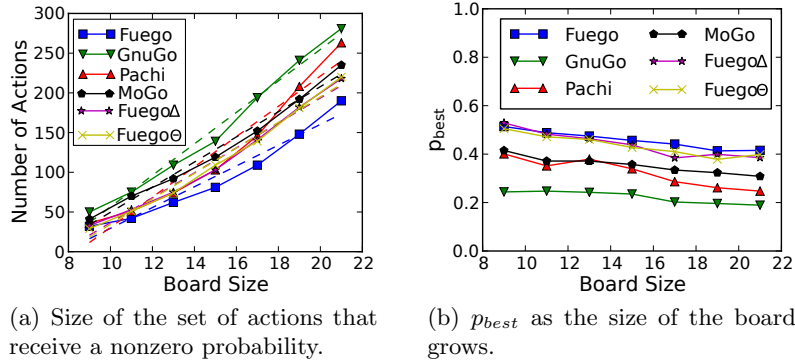 Number of Actions
300
250
200
150
100
50
0
8 10 12 14 16 18 20 22
Board Size
Fuego
GnuGo
Pachi
MoGo
FuegoΔ
FuegoΘ
(a) Size of the set of actions that
receive a nonzero probability.
p_best
1.0
0.8
0.6
0.4
0.2
0.0
8 10 12 14 16 18 20 22
Board Size
Fuego
GnuGo
Pachi
MoGo
FuegoΔ
FuegoΘ
(b) p_best as the size of the board
grows.